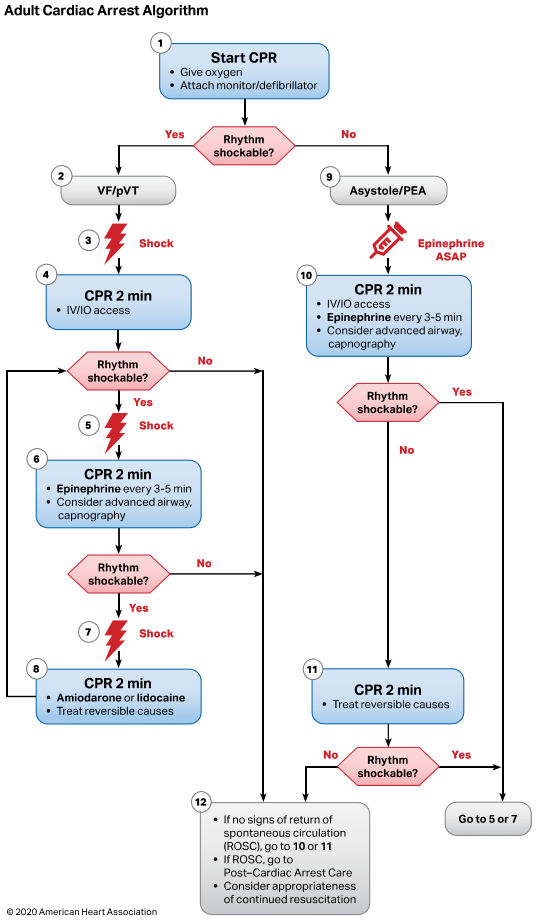 Adult Cardiac Arrest Algorithm
1
Start CPR
• Give oxygen
• Attach monitor/defibrillator
Rhythm
shockable?
Yes
No
2
VF/pVT
3
Shock
4
CPR 2 min
• IV/IO access
Rhythm
shockable?
No
Yes
5
Shock
6
CPR 2 min
• Epinephrine every 3-5 min
• Consider advanced airway,
capnography
Rhythm
shockable?
No
Yes
7
Shock
8
CPR 2 min
• Amiodarone or lidocaine
• Treat reversible causes
9
Asystole/PEA
Epinephrine
ASAP
10
CPR 2 min
• IV/IO access
• Epinephrine every 3-5 min
• Consider advanced airway,
capnography
Rhythm
shockable?
Yes
No
11
CPR 2 min
• Treat reversible causes
Rhythm
shockable?
No
Yes
12
• If no signs of return of
spontaneous circulation
(ROSC), go to 10 or 11
• If ROSC, go to
Post–Cardiac Arrest Care
• Consider appropriateness
of continued resuscitation
Go to 5 or 7
© 2020 American Heart Association